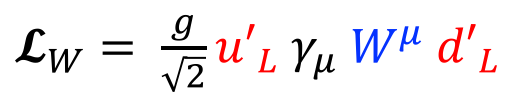 𝓛_W = g/√2 u′_L γ_μ W^μ d′_L